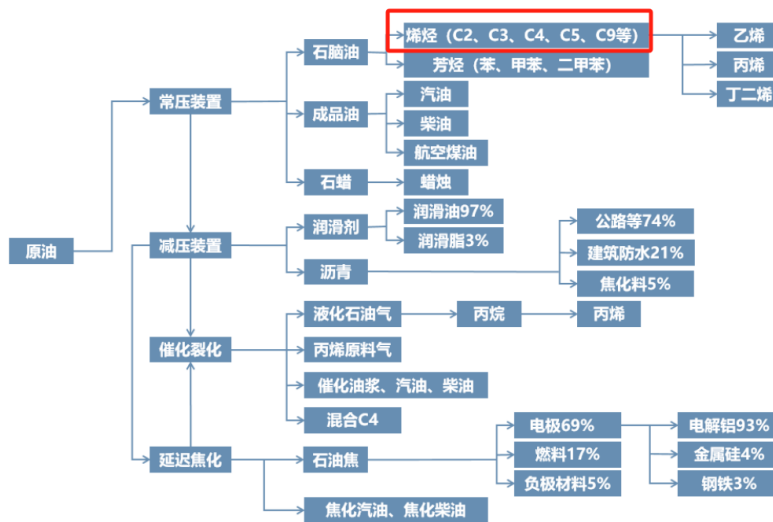 烯烃（C2、C3、C4、C5、C9等）
乙烯
石脑油
芳烃（苯、甲苯、二甲苯）
丙烯
丁二烯
常压装置
汽油
成品油
柴油
航空煤油
石蜡
蜡烛
原油
减压装置
润滑剂
润滑油97%
润滑脂3%
沥青
公路等74%
建筑防水21%
焦化料5%
催化裂化
液化石油气
丙烷
丙烯
丙烯原料气
催化油浆、汽油、柴油
混合C4
延迟焦化
石油焦
电极69%
电解铝93%
燃料17%
金属硅4%
负极材料5%
钢铁3%
焦化汽油、焦化柴油